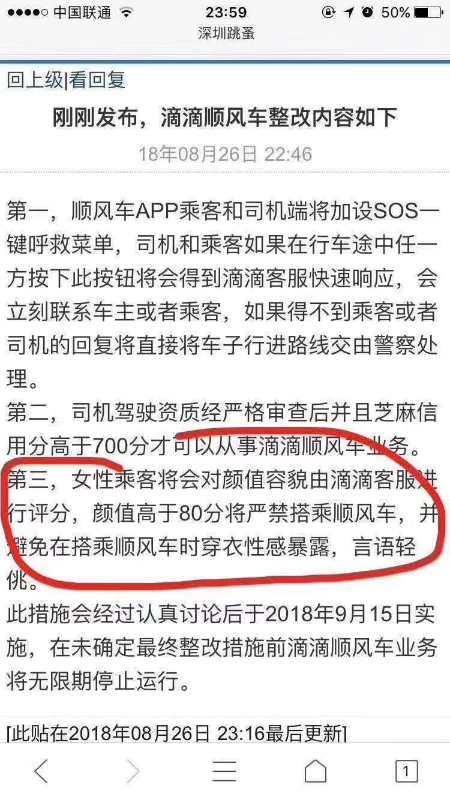 中国联通 23:59 50%
深圳跳蚤
回上级|看回复
刚刚发布，滴滴顺风车整改内容如下
18年08月26日 22:46
第一，顺风车APP乘客和司机端将加设SOS一
键呼救菜单，司机和乘客如果在行车途中任一
方按下此按钮将会得到滴滴客服快速响应，会
立刻联系车主或者乘客，如果得不到乘客或者
司机的回复将直接将车子行进路线交由警察处
理。
第二，司机驾驶资质经严格审查后并且芝麻信
用分高于700分才可以从事滴滴顺风车业务。
第三，女性乘客将会对颜值容貌由滴滴客服进
行评分，颜值高于80分将严禁搭乘顺风车，并
避免在搭乘顺风车时穿衣性感暴露，言语轻
佻。
此措施会经过认真讨论后于2018年9月15日实
施，在未确定最终整改措施前滴滴顺风车业务
将无限期停止运行。
[此贴在2018年08月26日 23:16最后更新]
1